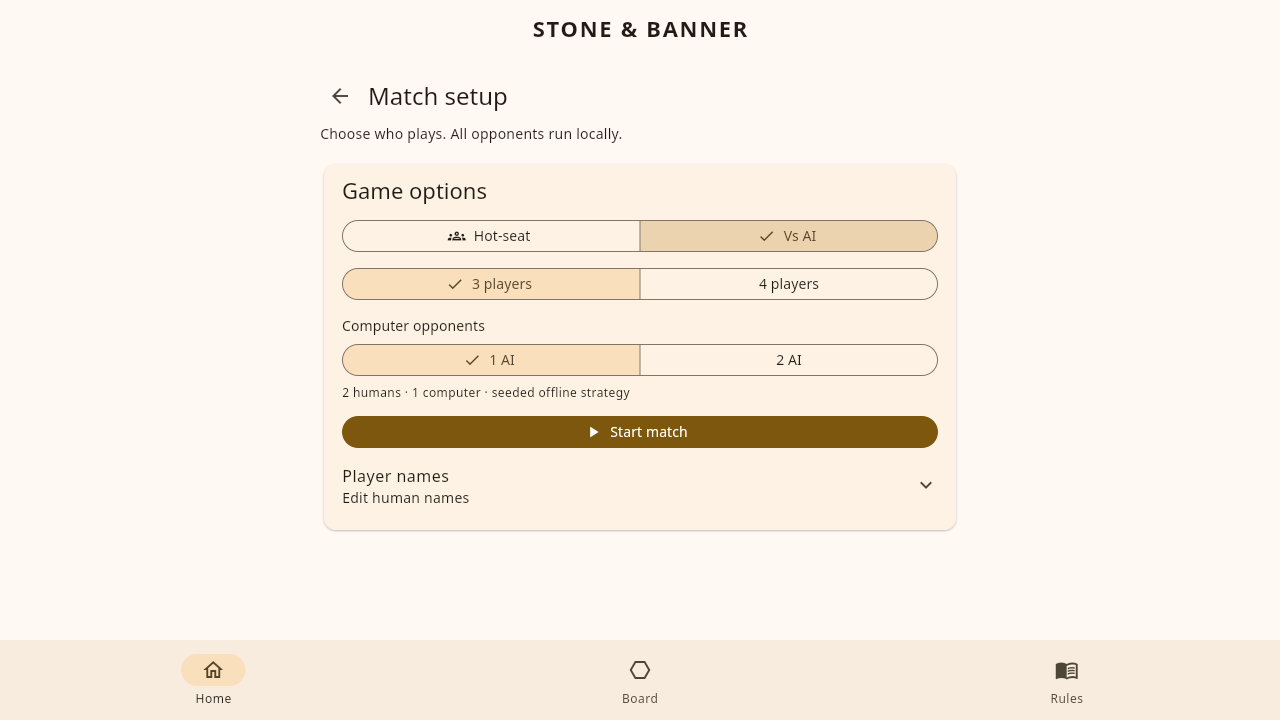 STONE & BANNER
Match setup
Choose who plays. All opponents run locally.
Game options
Hot-seat
Vs AI
3 players
4 players
Computer opponents
1 AI
2 AI
2 humans · 1 computer · seeded offline strategy
Start match
Player names
Edit human names
Home
Board
Rules